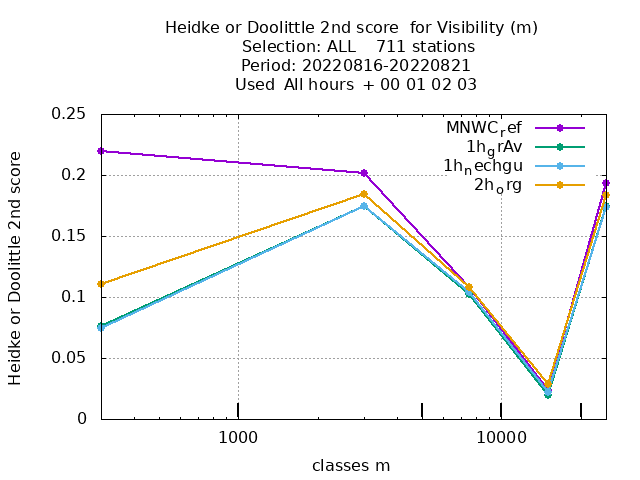 Heidke or Doolittle 2nd score  for Visibility (m)
Selection: ALL    711 stations
Period: 20220816-20220821
Used  All hours  + 00 01 02 03
MNWCref
1hgrAv
1hnechgu
2horg
0.25
0.2
0.15
0.1
0.05
0
Heidke or Doolittle 2nd score
1000
10000
classes m